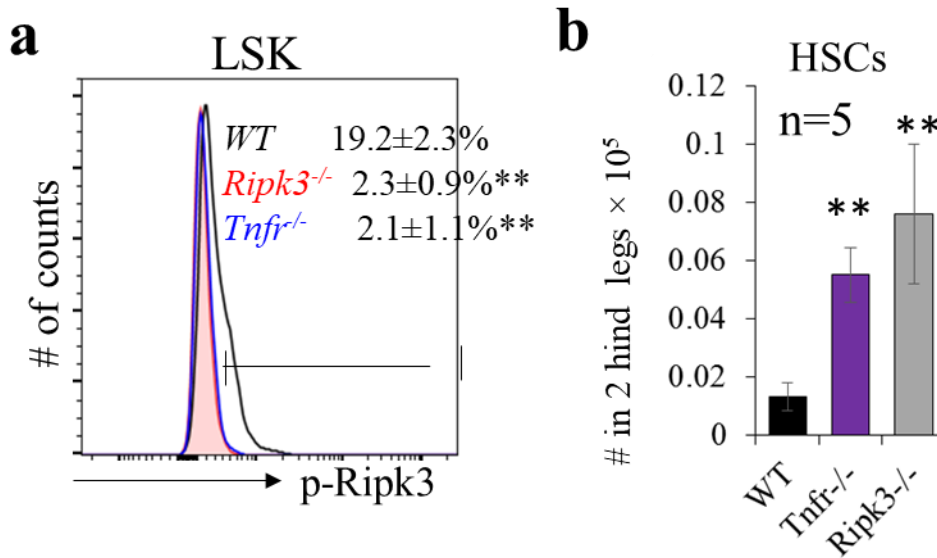 a
LSK
WT 19.2±2.3%
Ripk3-/- 2.3±0.9%**
Tnfr-/- 2.1±1.1%**
# of counts
p-Ripk3
b
HSCs
n=5
**
**
# in 2 hind legs × 10⁵
0.12
0.1
0.08
0.06
0.04
0.02
0
WT
Tnfr-/-
Ripk3-/-